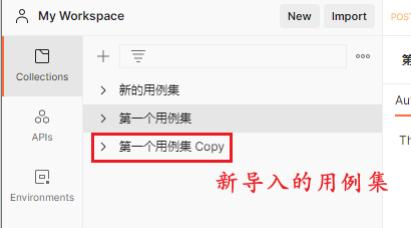 My Workspace
New
Import
POST
Collections
新的用例集
第一个用例集
第一个用例集 Copy
新导入的用例集
APIs
Environments
第
Au
Th